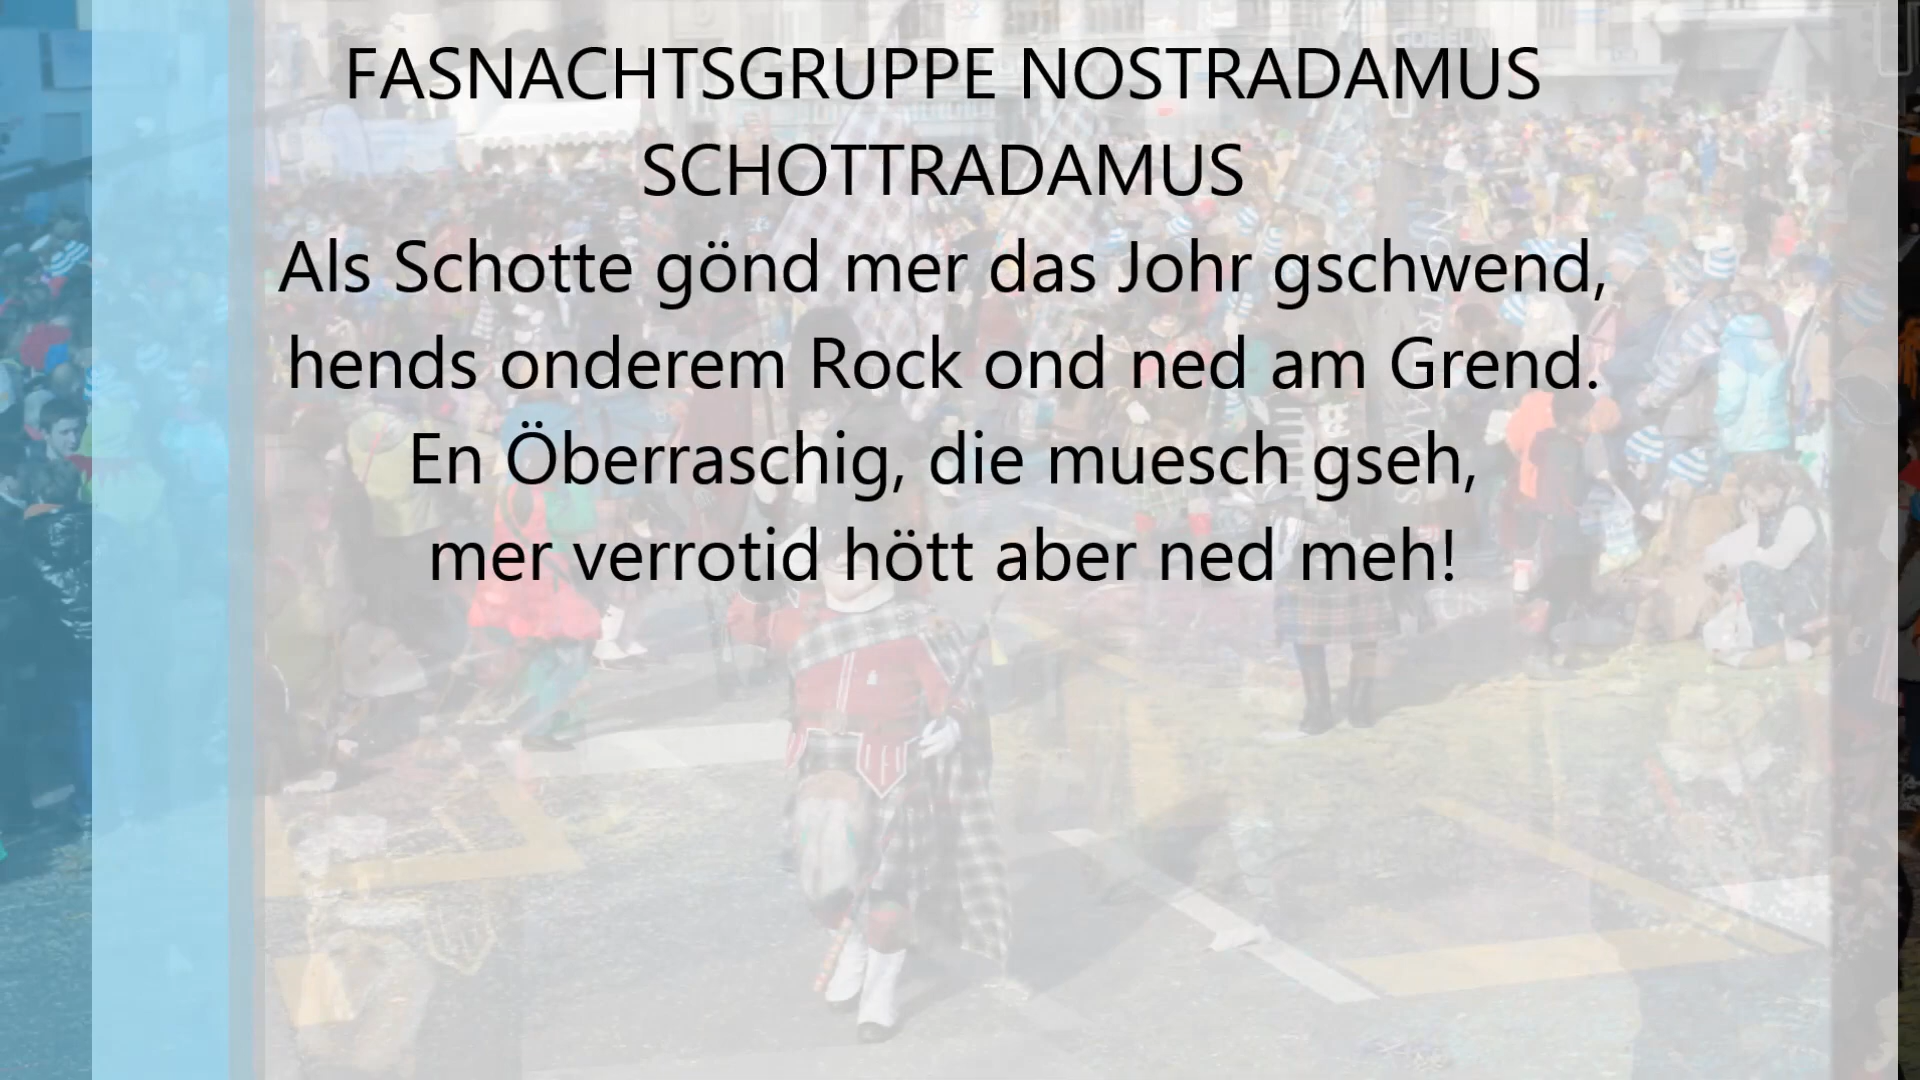 FASNACHTSGRUPPE NOSTRADAMUS
SCHOTTRADAMUS
Als Schotte gönd mer das Johr gschwend,
hends onderem Rock ond ned am Grend.
En Öberraschig, die muesch gseh,
mer verrotid hött aber ned meh!